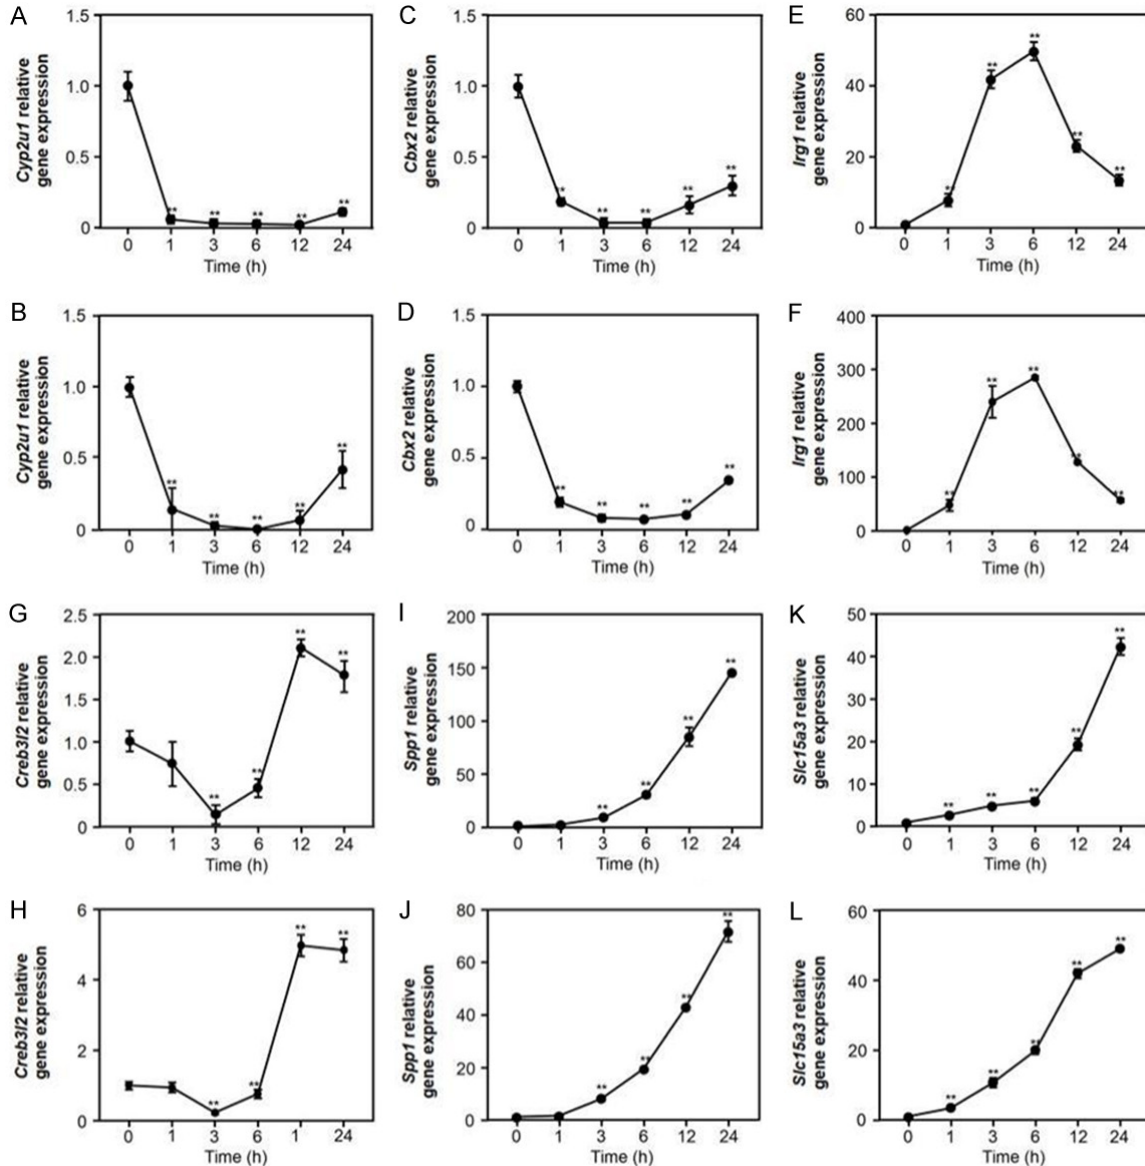 A
Cyp2u1 relative
gene expression
1.5
1.0
0.5
0
**
**
**
**
**
0 1 3 6 12 24
Time (h)
C
Cbx2 relative
gene expression
1.5
1.0
0.5
0
**
**
**
**
**
0 1 3 6 12 24
Time (h)
E
Irg1 relative
gene expression
60
40
20
0
**
**
**
**
**
0 1 3 6 12 24
Time (h)
B
Cyp2u1 relative
gene expression
1.5
1.0
0.5
0
**
**
**
**
**
0 1 3 6 12 24
Time (h)
D
Cbx2 relative
gene expression
1.5
1.0
0.5
0
**
**
**
**
**
0 1 3 6 12 24
Time (h)
F
Irg1 relative
gene expression
400
300
200
100
0
**
**
**
**
**
0 1 3 6 12 24
Time (h)
G
Creb3l2 relative
gene expression
2.5
2.0
1.5
1.0
0.5
0
**
**
**
**
0 1 3 6 12 24
Time (h)
I
Spp1 relative
gene expression
200
150
100
50
0
**
**
**
**
0 1 3 6 12 24
Time (h)
K
Slc15a3 relative
gene expression
50
40
30
20
10
0
**
**
**
**
**
0 1 3 6 12 24
Time (h)
H
Creb3l2 relative
gene expression
6
4
2
0
**
**
**
**
0 1 3 6 1 24
Time (h)
J
Spp1 relative
gene expression
80
60
40
20
0
**
**
**
**
0 1 3 6 12 24
Time (h)
L
Slc15a3 relative
gene expression
60
40
20
0
**
**
**
**
**
0 1 3 6 12 24
Time (h)